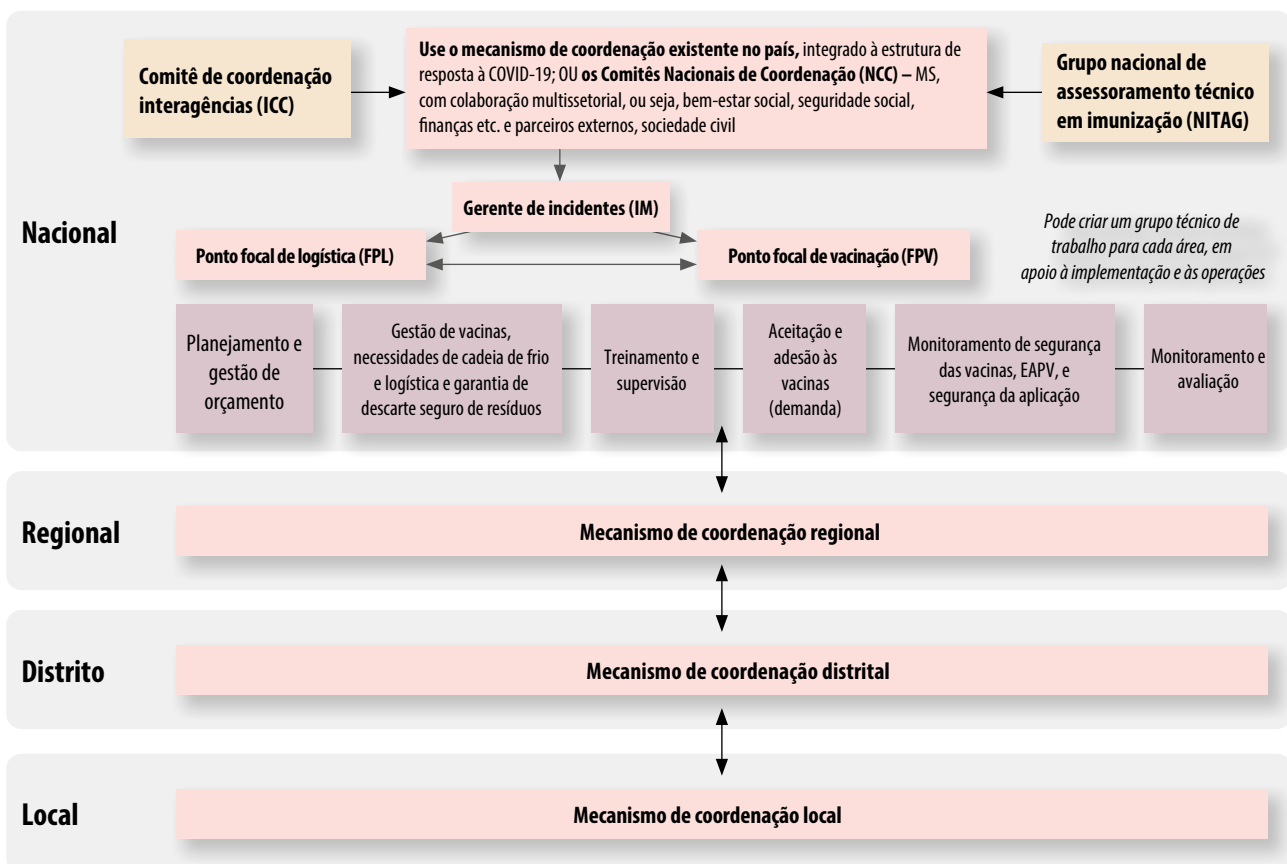 Nacional
Comitê de coordenação
interagências (ICC)
Use o mecanismo de coordenação existente no país, integrado à estrutura de
resposta à COVID-19; OU os Comitês Nacionais de Coordenação (NCC) – MS,
com colaboração multissetorial, ou seja, bem-estar social, seguridade social,
finanças etc. e parceiros externos, sociedade civil
Grupo nacional de
assessoramento técnico
em imunização (NITAG)
Gerente de incidentes (IM)
Ponto focal de logística (FPL)
Ponto focal de vacinação (FPV)
Pode criar um grupo técnico de
trabalho para cada área, em
apoio à implementação e às operações
Planejamento e
gestão de
orçamento
Gestão de vacinas,
necessidades de cadeia de frio
e logística e garantia de
descarte seguro de resíduos
Treinamento e
supervisão
Aceitação e
adesão às
vacinas
(demanda)
Monitoramento de segurança
das vacinas, EAPV, e
segurança da aplicação
Monitoramento e
avaliação
Regional
Mecanismo de coordenação regional
Distrito
Mecanismo de coordenação distrital
Local
Mecanismo de coordenação local